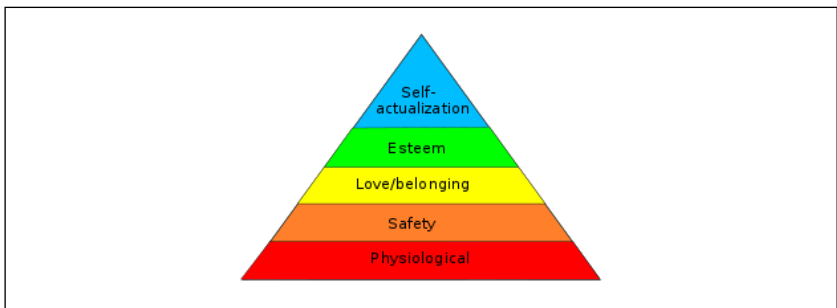 Self-
actualization
Esteem
Love/belonging
Safety
Physiological